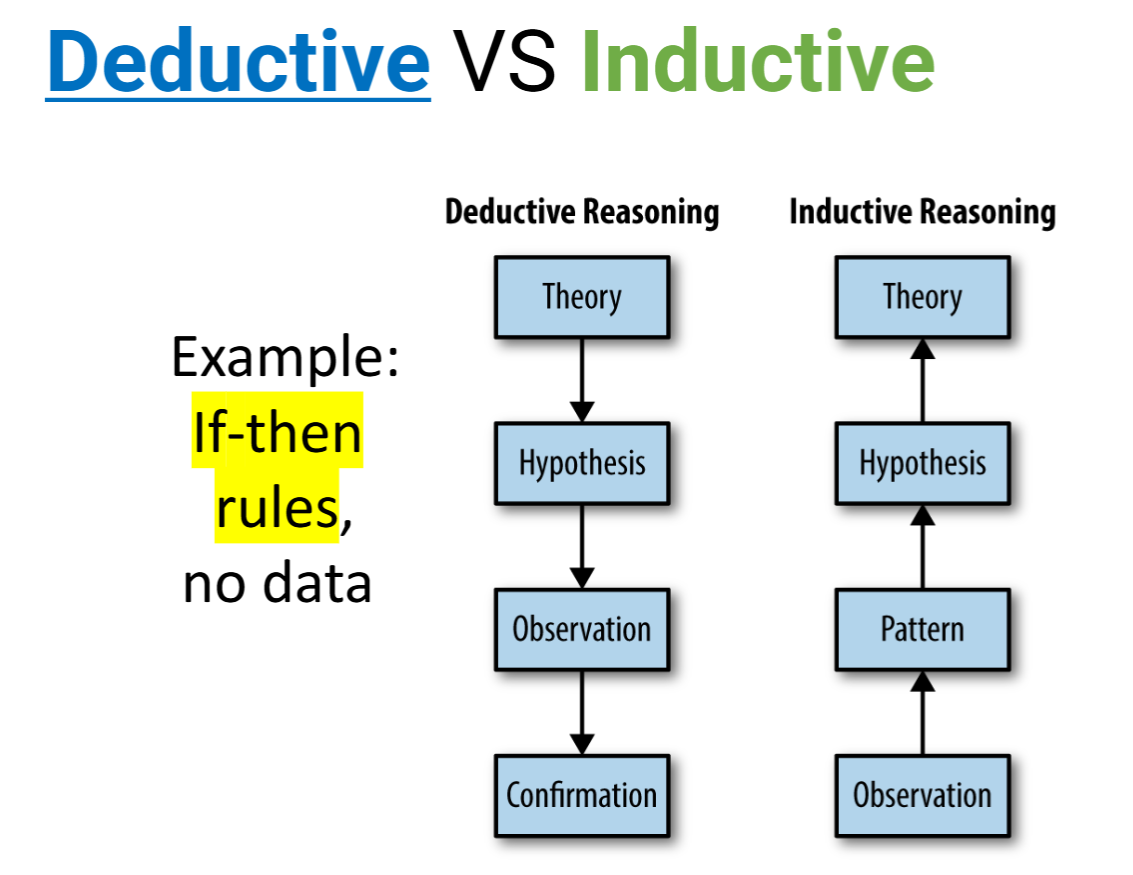 Deductive VS Inductive
Deductive Reasoning
Inductive Reasoning
Example:
If-then
rules,
no data
Theory
Hypothesis
Observation
Confirmation
Theory
Hypothesis
Pattern
Observation